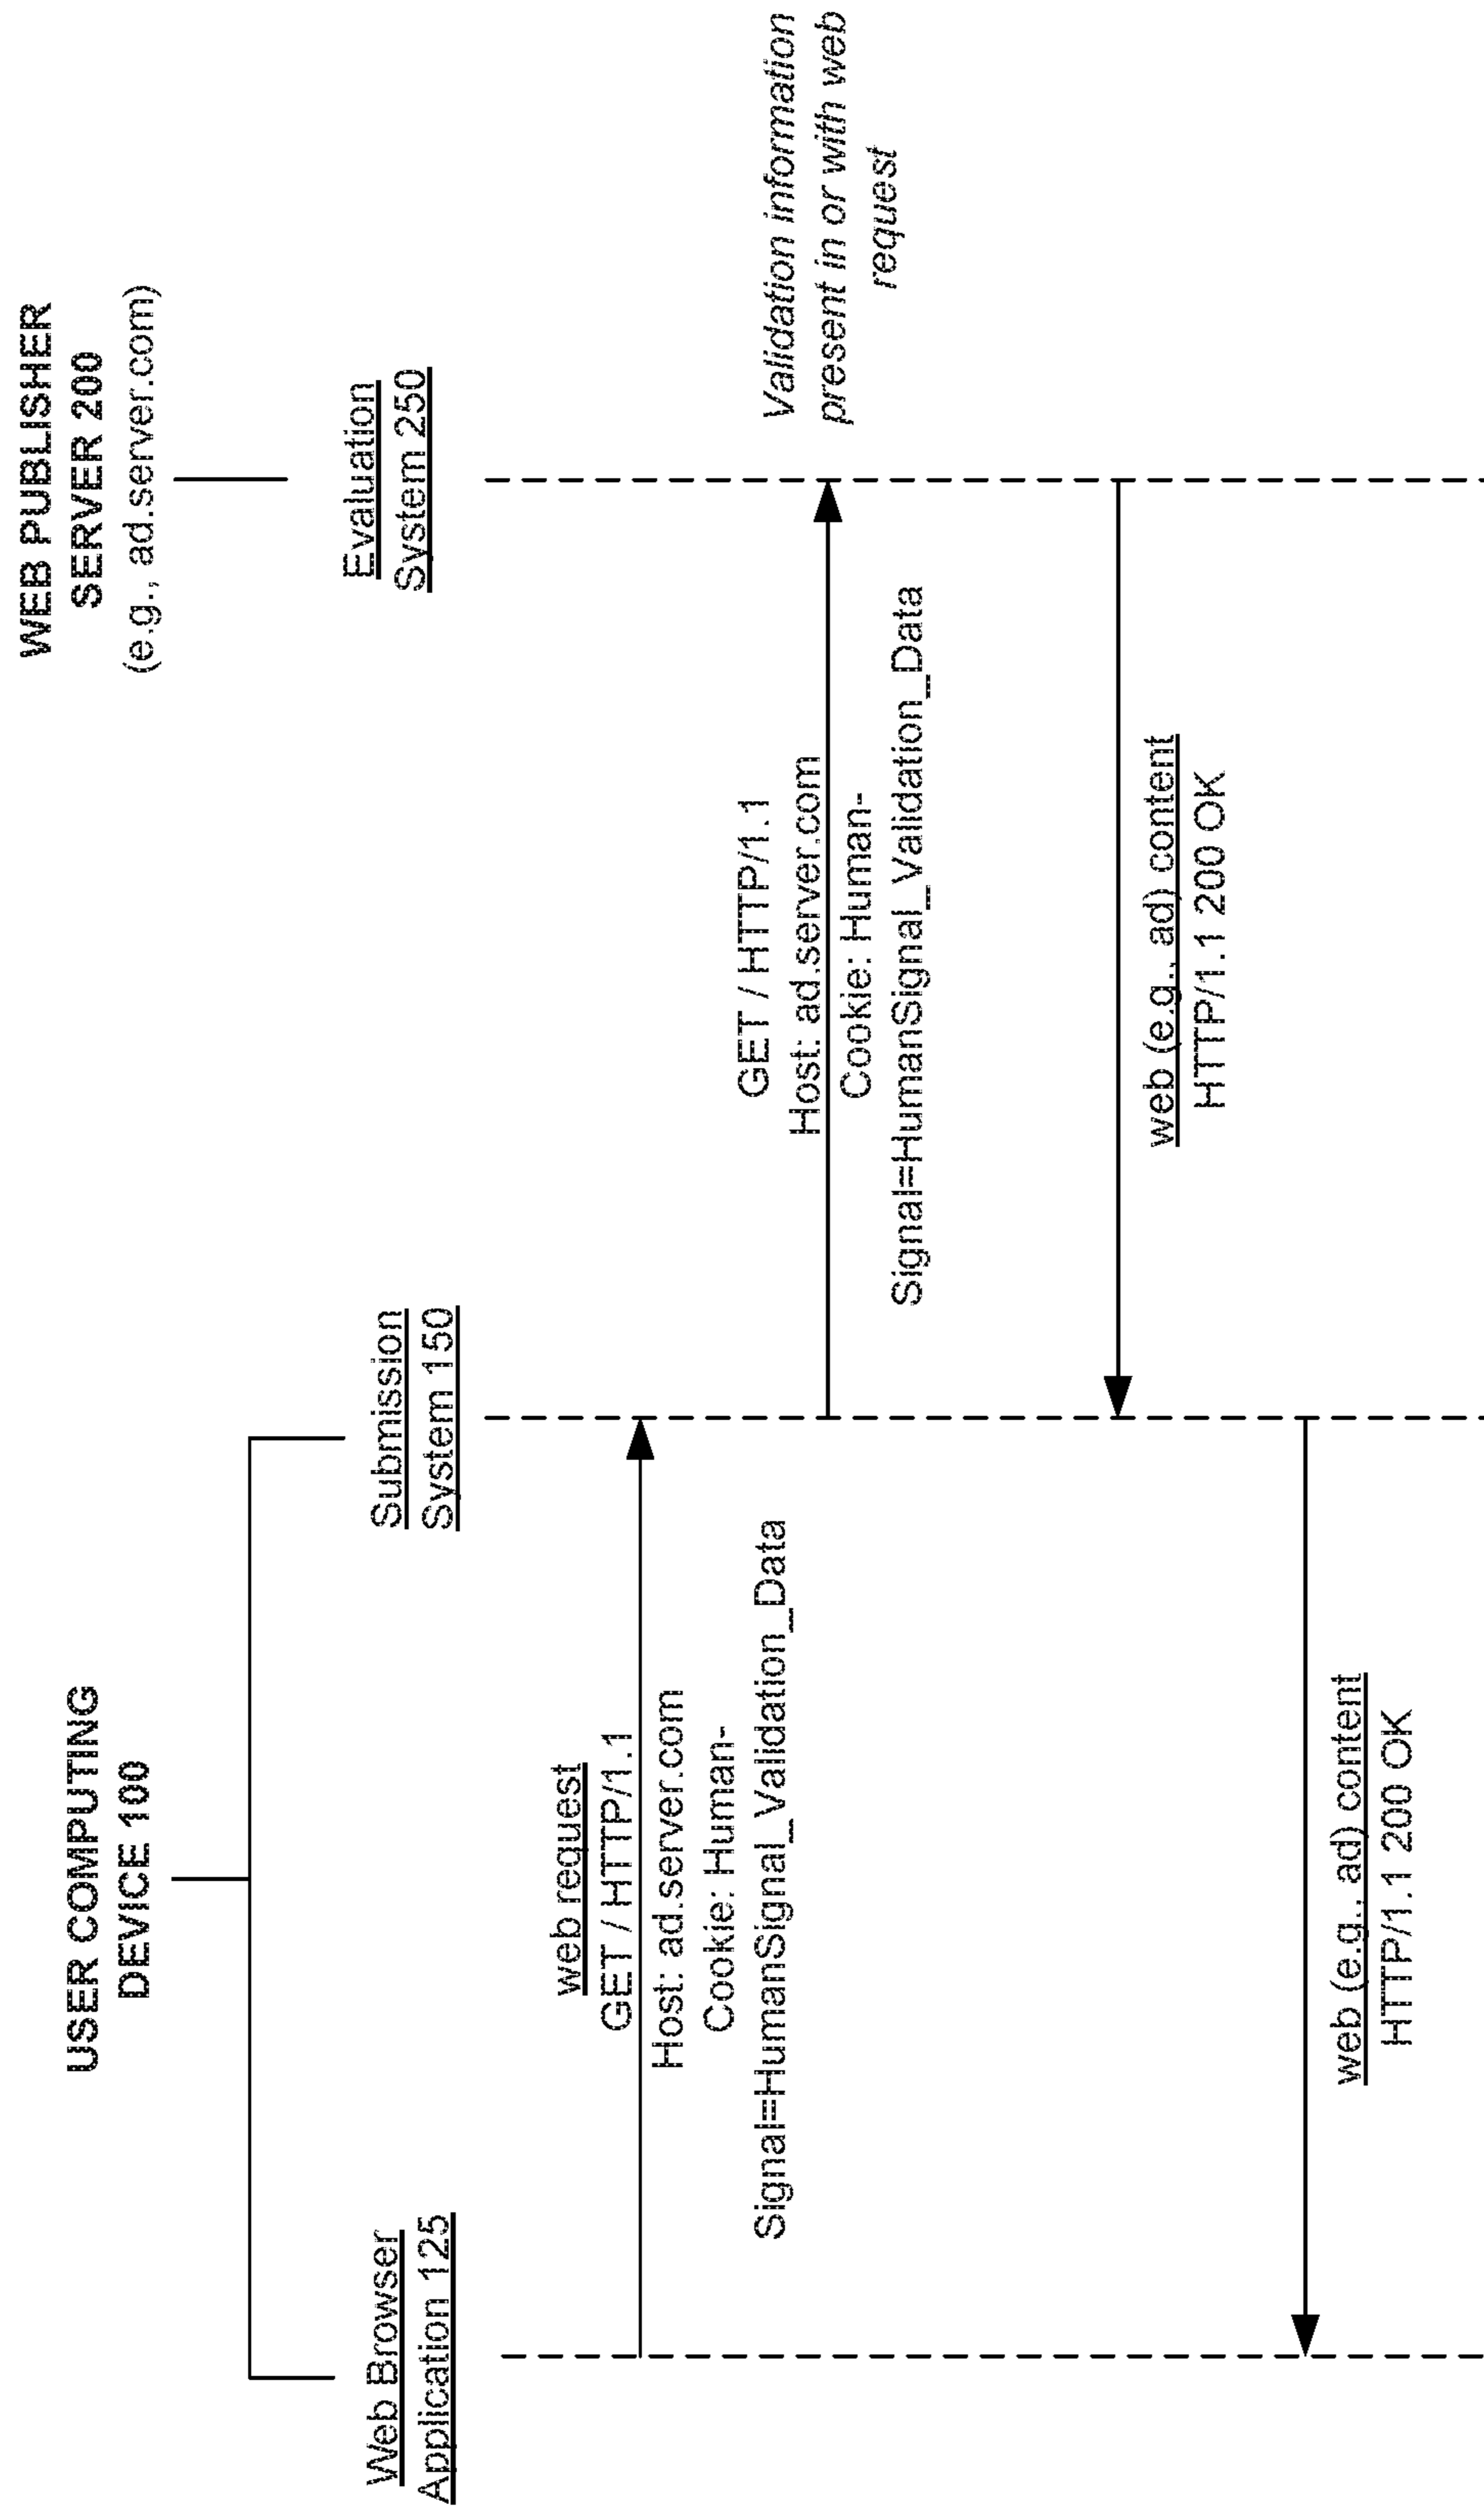 USER COMPUTING
DEVICE 100
WEB PUBLISHER
SERVER 200
(e.g., ad.server.com)
Web Browser
Application 125
Submission
System 150
Evaluation
System 250
web request
GET / HTTP/1.1
Host: ad.server.com
Cookie: Human-
Signal=HumanSignal_Validation_Data
GET / HTTP/1.1
Host: ad.server.com
Cookie: Human-
Signal=HumanSignal_Validation_Data
Validation information
present in or with web
request
web (e.g., ad) content
HTTP/1.1 200 OK
web (e.g., ad) content
HTTP/1.1 200 OK